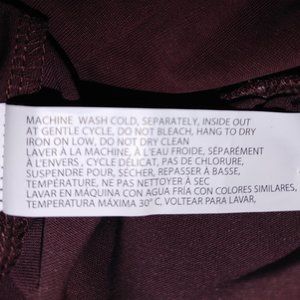 MACHINE WASH COLD, SEPARATELY, INSIDE OUT
AT GENTLE CYCLE, DO NOT BLEACH, HANG TO DRY
IRON ON LOW, DO NOT DRY CLEAN
LAVER À LA MACHINE, À L'EAU FROIDE, SÉPARÉMENT
À L'ENVERS , CYCLE DÉLICAT, PAS DE CHLORURE,
SUSPENDRE POUR, SÉCHER, REPASSER À BASSE,
TEMPÉRATURE, NE PAS NETTOYER À SEC
LAVAR EN MAQUINA CON AGUA FRÍA CON COLORES SIMILARES,
TEMPERATURA MÁXIMA 30° C, VOLTEAR PARA LAVAR,